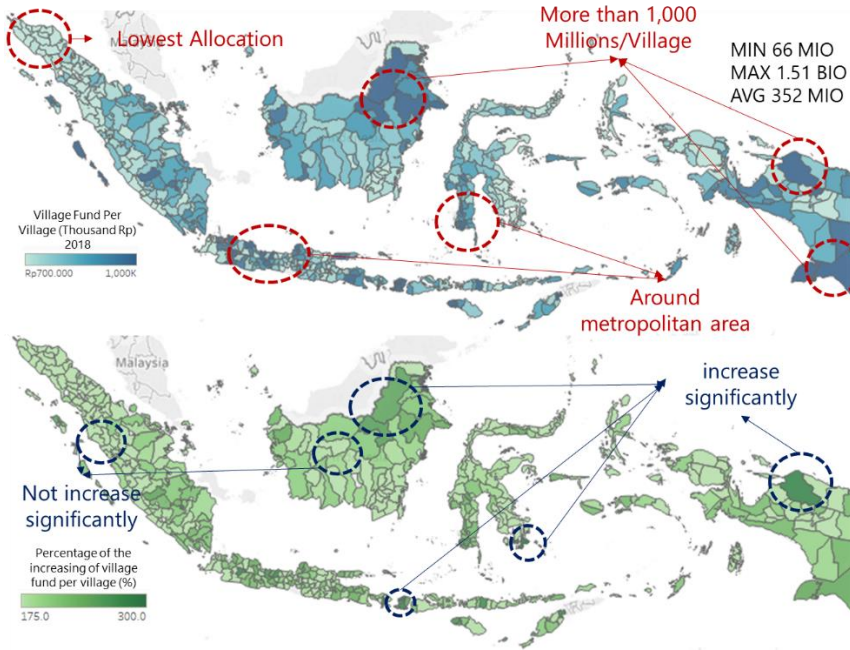 Malaysia
Lowest Allocation
More than 1,000
Millions/Village
MIN 66 MIO
MAX 1.51 BIO
AVG 352 MIO
Village Fund Per
Village (Thousand Rp)
2018
Rp700.000
1,000K
Around
metropolitan area
Malaysia
increase
significantly
Not increase
significantly
Percentage of the
increasing of village
fund per village (%)
175.0
300.0